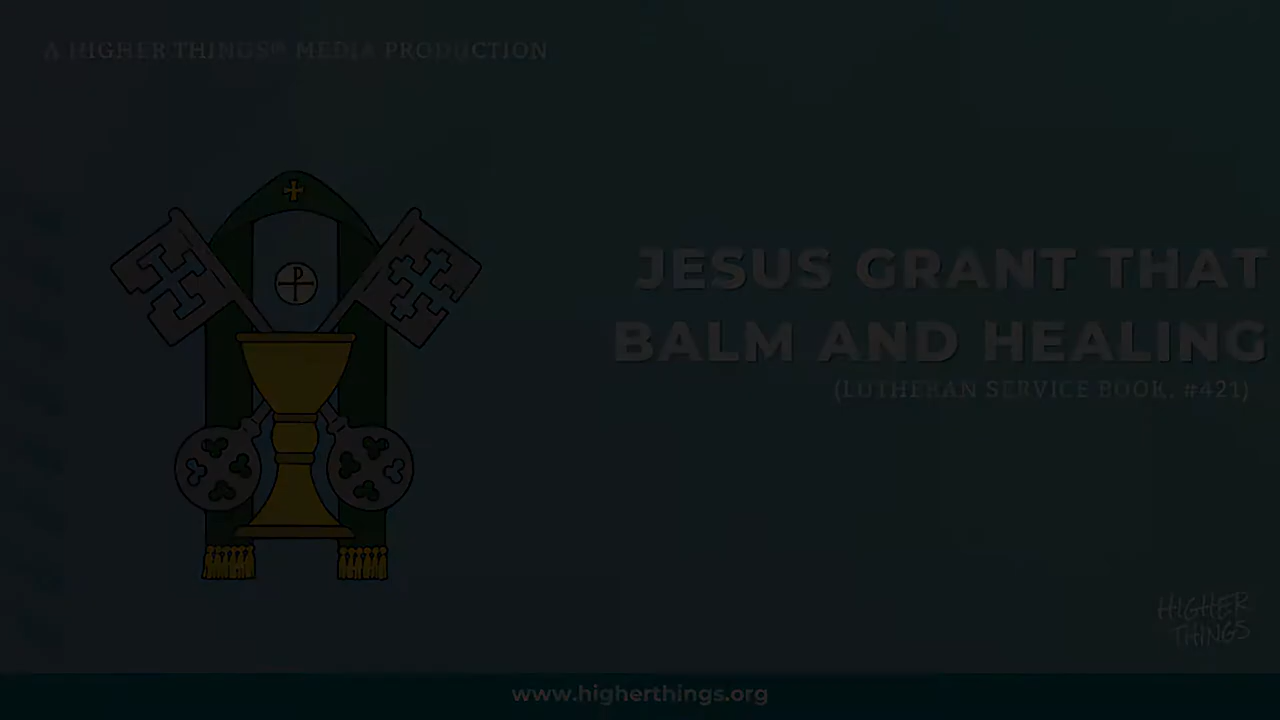 A HIGHER THINGS® MEDIA PRODUCTION
JESUS GRANT THAT
BALM AND HEALING
(LUTHERAN SERVICE BOOK, #421)
HIGHER
THINGS
www.higherthings.org